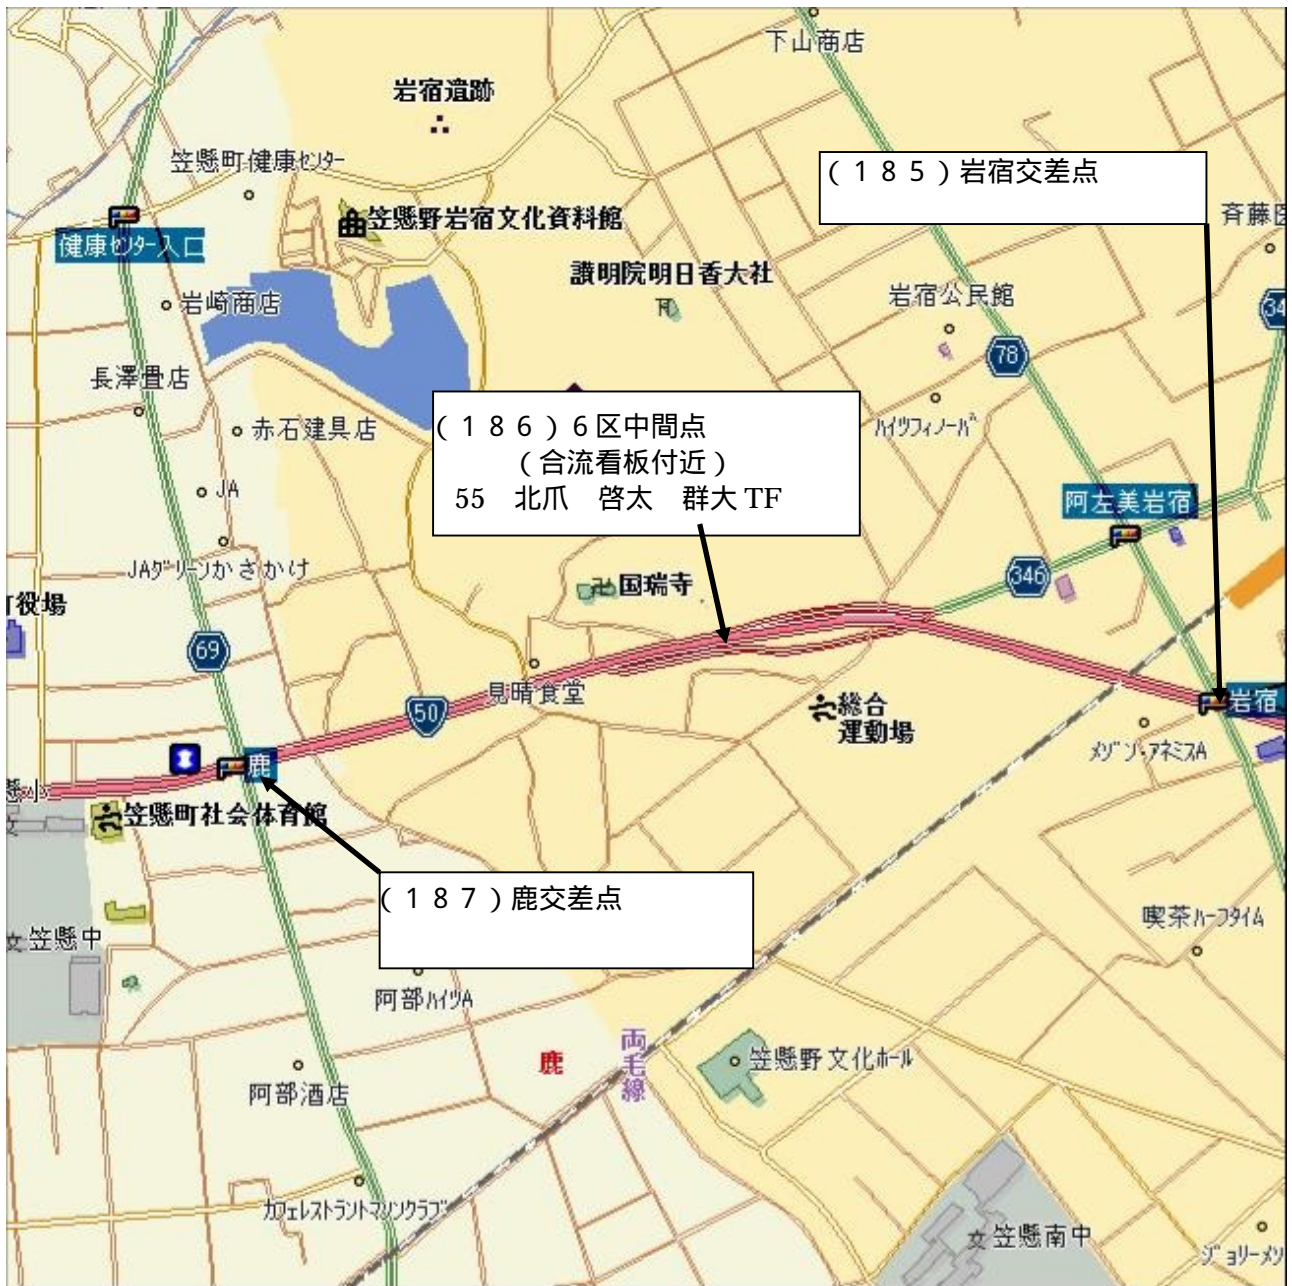 下山商店
岩宿遺跡
笠懸町健康ｾﾝﾀｰ
(１８５)岩宿交差点
笠懸野岩宿文化資料館
斉藤医
健康ｾﾝﾀｰ入口
讃明院明日香大社
岩崎商店
岩宿公民館
34
78
長澤畳店
赤石建具店
(１８６)６区中間点
(合流看板付近)
55 北爪 啓太 群大TF
ﾊｲﾂﾌｨﾉｰﾊﾞ
JA
阿左美岩宿
JAｸﾞﾘｰﾝかさかけ
国瑞寺
346
町役場
69
見晴食堂
50
総合
運動場
岩宿
ﾒｿﾞﾝ･ｱﾈﾐｽA
鹿
懸小
笠懸町社会体育館
(１８７)鹿交差点
喫茶ﾊｰﾌﾀｲﾑ
文笠懸中
阿部ﾊｲﾂA
両毛線
鹿
笠懸野文化ﾎｰﾙ
阿部酒店
ｶﾌｪﾚｽﾄﾗﾝﾄﾏｼﾝｸﾗﾌﾞ
文笠懸南中
ｼﾞｮﾘｰﾒｿ